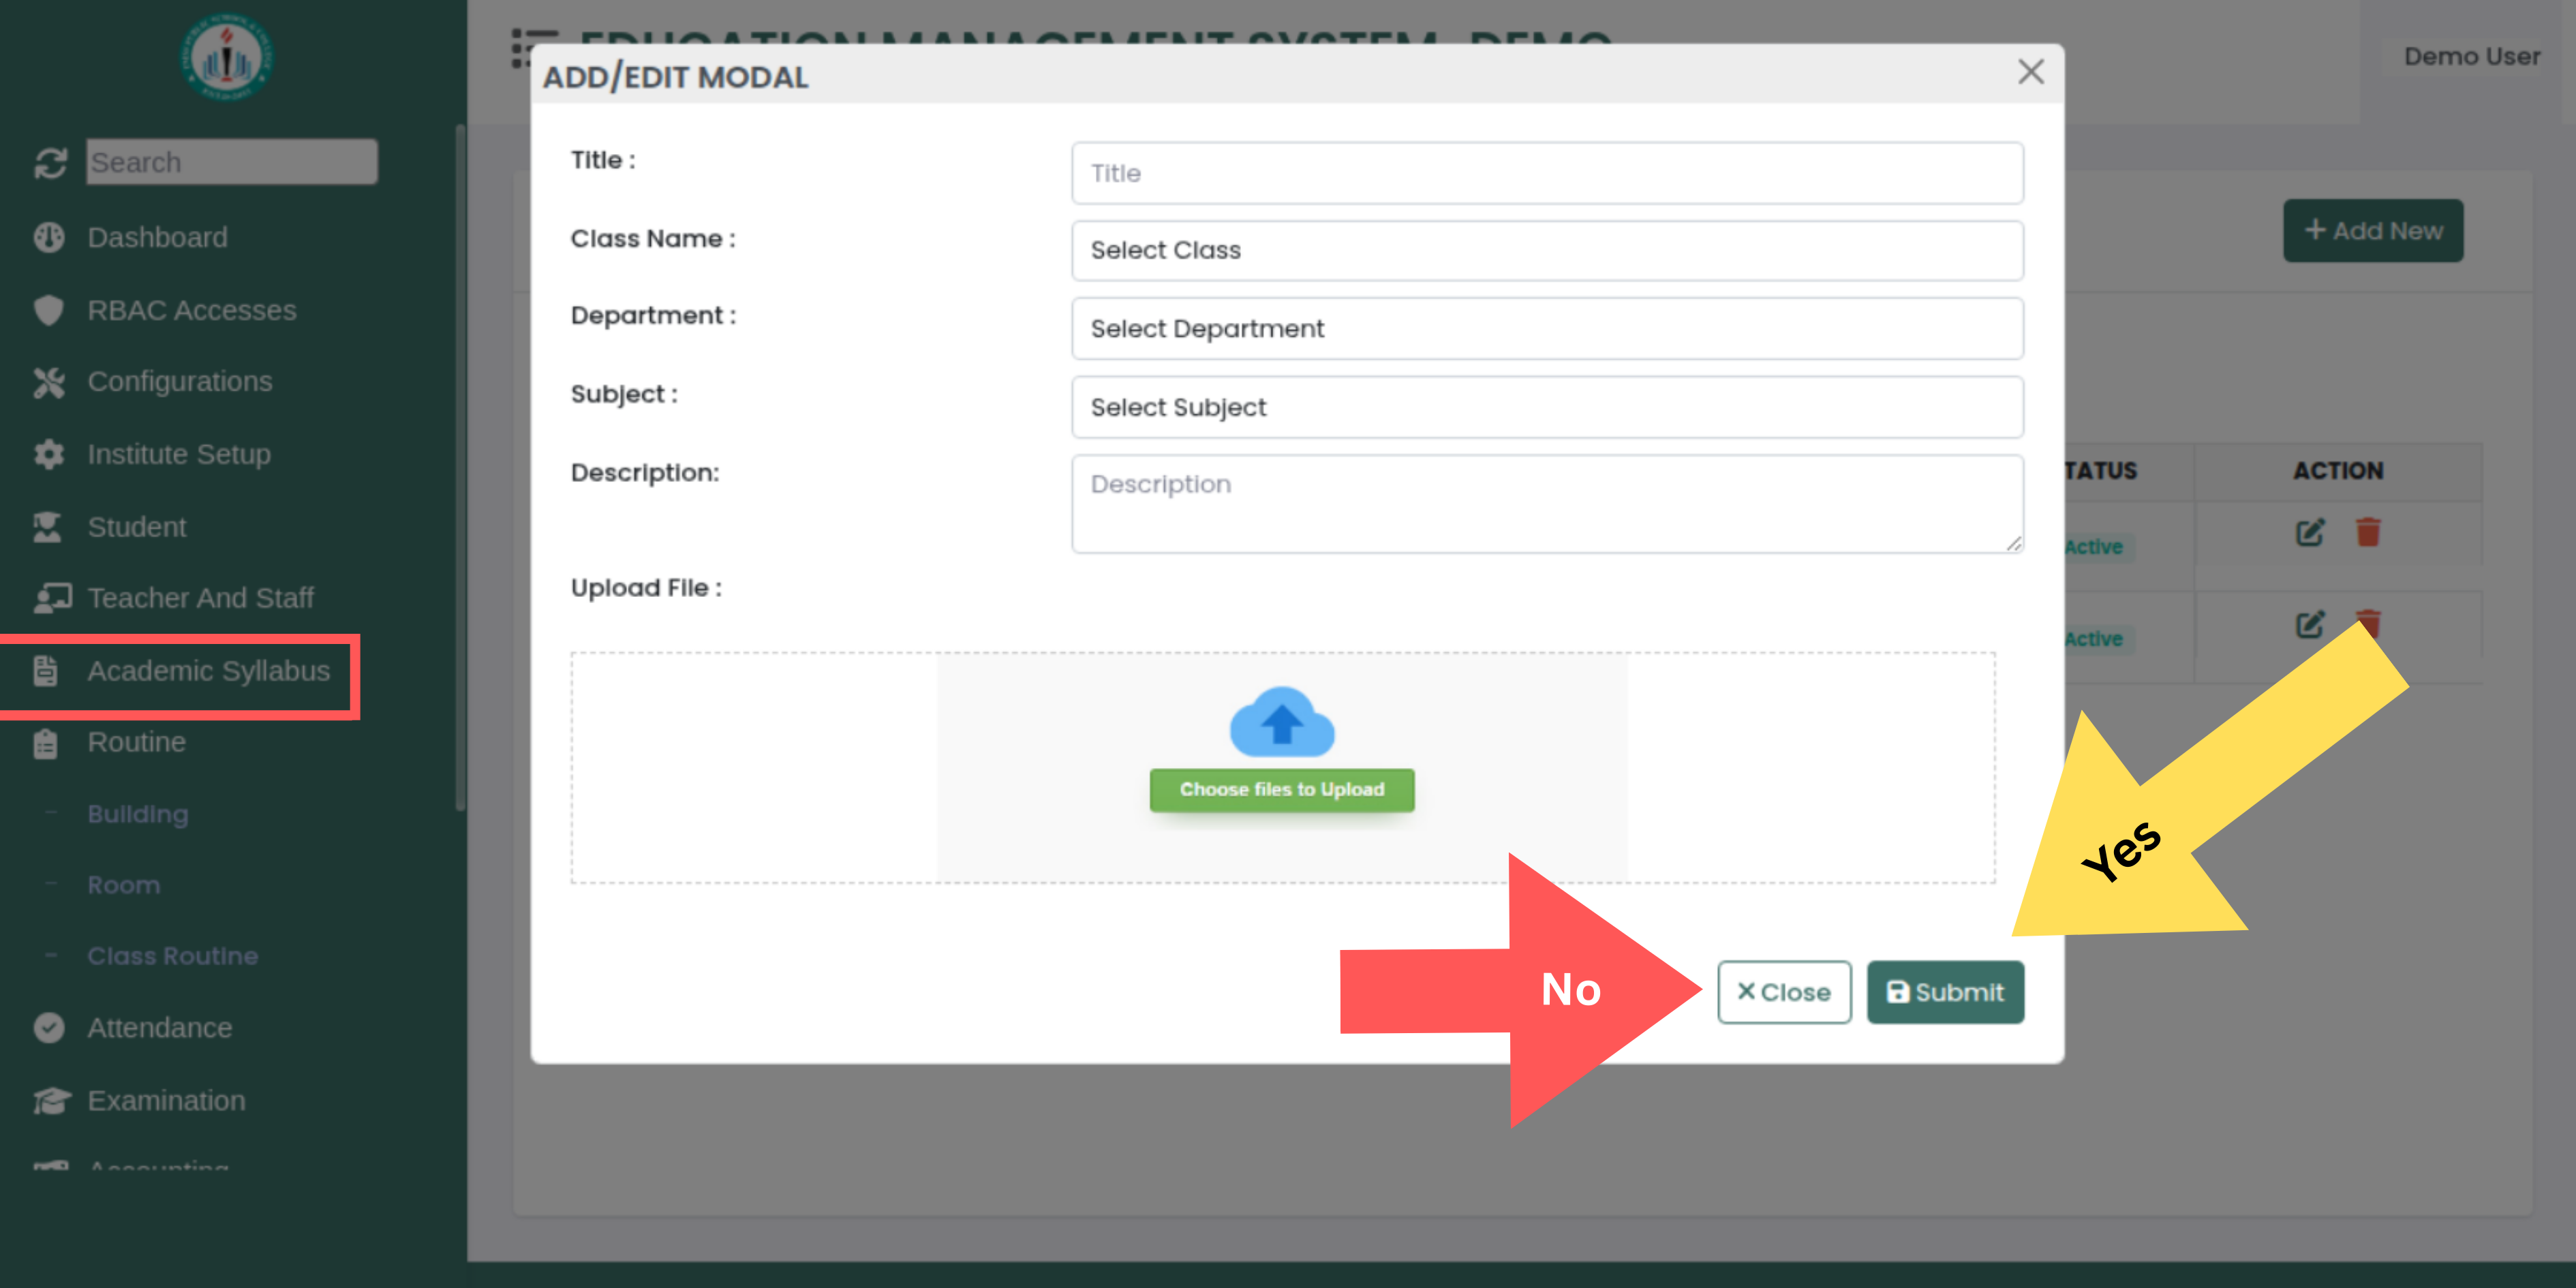 EDUCATION MANAGEMENT SYSTEM-DEMO
Demo User
ADD/EDIT MODAL
Search
Dashboard
RBAC Accesses
Configurations
Institute Setup
Student
Teacher And Staff
Academic Syllabus
Routine
Building
Room
Class Routine
Attendance
Examination
Accounting
Title :
Title
Class Name :
Select Class
Department :
Select Department
Subject :
Select Subject
Description:
Description
Upload File :
Choose files to Upload
No
Close
Submit
Yes
Add New
TATUS
ACTION
Active
Active